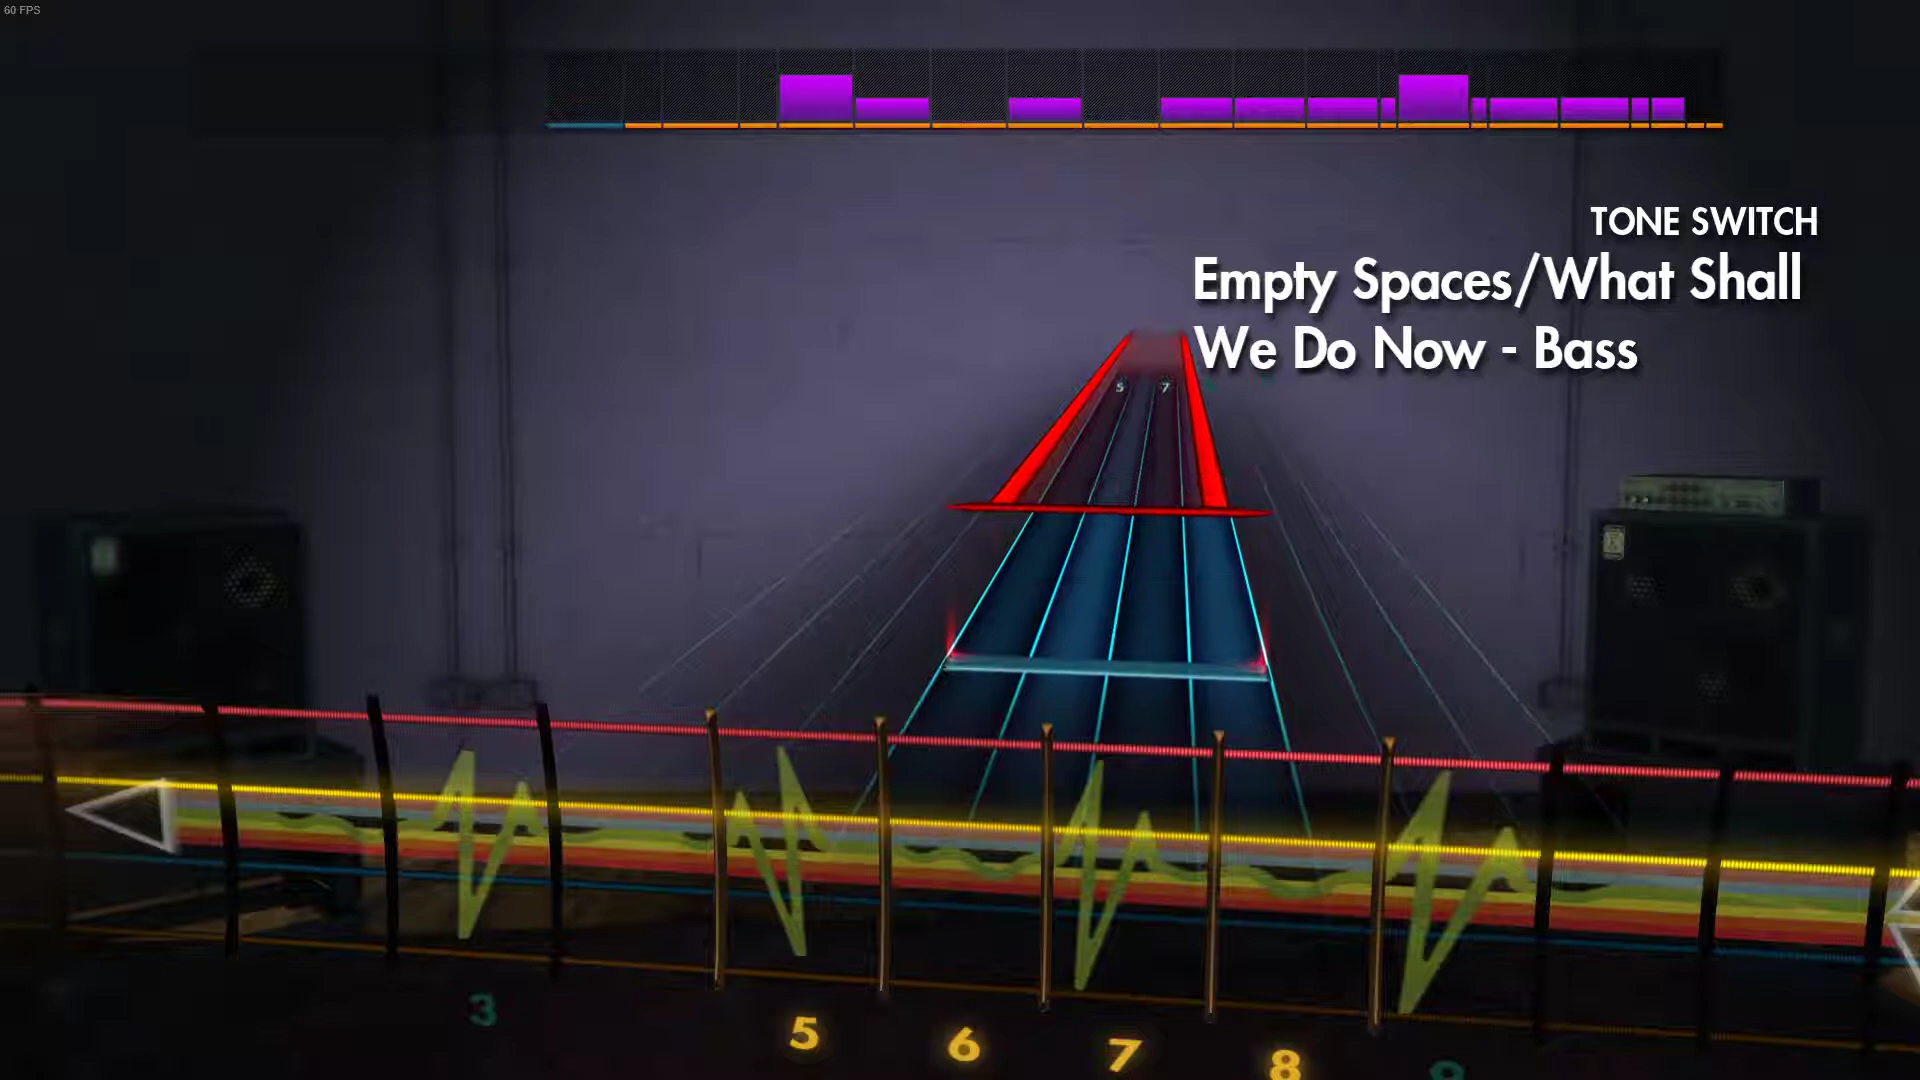 60 FPS
TONE SWITCH
Empty Spaces/What Shall
We Do Now - Bass
5 7
3 5 6 7 8 9